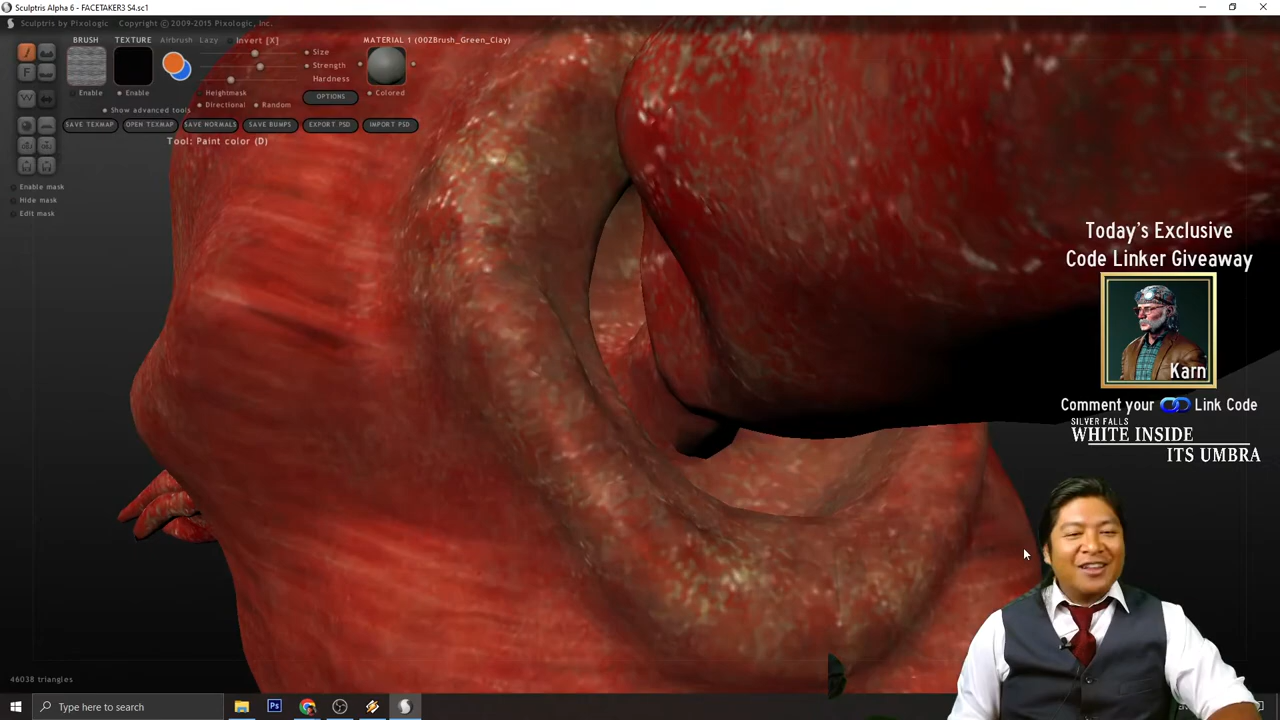 Sculptris Alpha 6 - FACETAKER3 S4.sc1
Sculptris by Pixologic Copyright © 2009-2015 Pixologic, Inc.
BRUSH TEXTURE Airbrush Lazy Invert [X] MATERIAL 1 (00ZBrush_Green_Clay)
Size
Strength
Hardness
Enable Enable Heightmask Colored
OPTIONS
Directional Random
Show advanced tools
SAVE TEXMAP OPEN TEXMAP SAVE NORMALS SAVE BUMPS EXPORT PSD IMPORT PSD
Tool: Paint color (D)
Enable mask
Hide mask
Edit mask
Today's Exclusive
Code Linker Giveaway
Karn
Comment your Link Code
SILVER FALLS
WHITE INSIDE
ITS UMBRA
46038 triangles
Type here to search